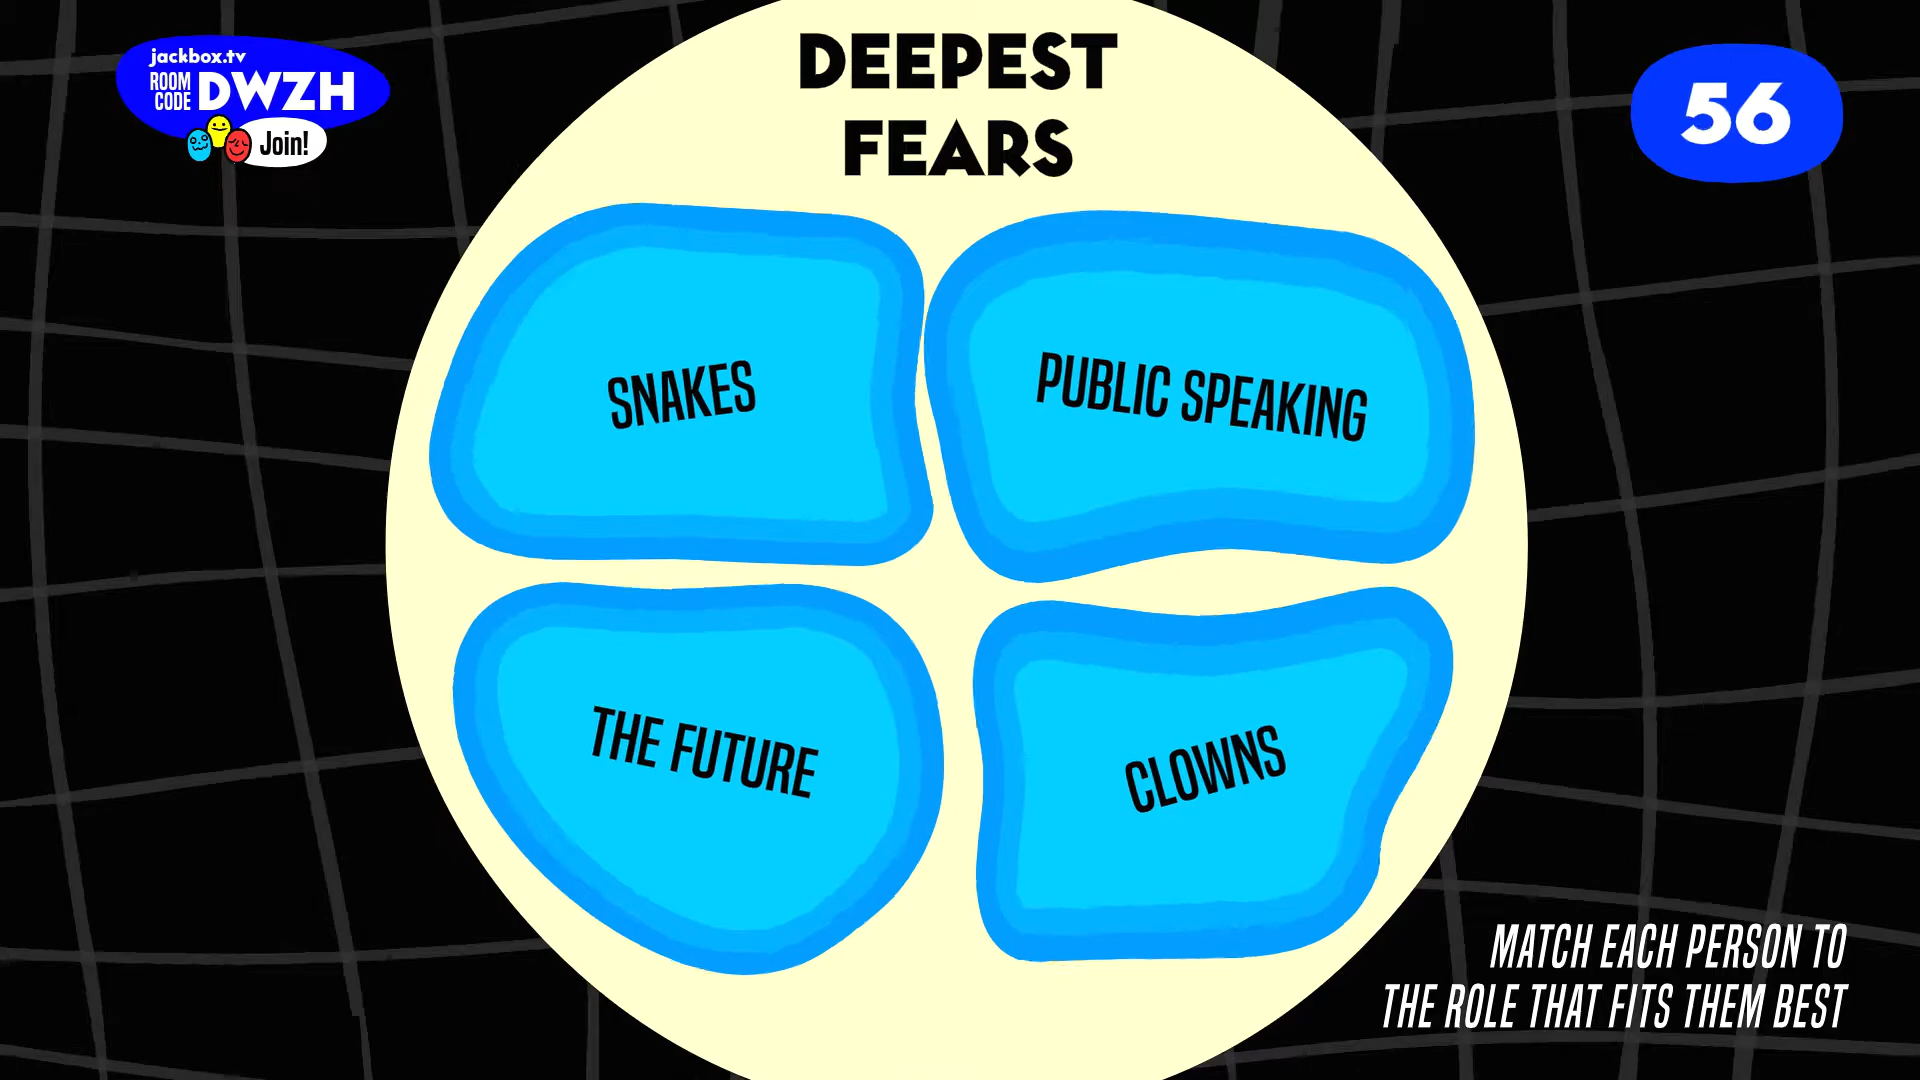 jackbox.tv
ROOM CODE DWZH
Join!
DEEPEST
FEARS
56
SNAKES
PUBLIC SPEAKING
THE FUTURE
CLOWNS
MATCH EACH PERSON TO
THE ROLE THAT FITS THEM BEST